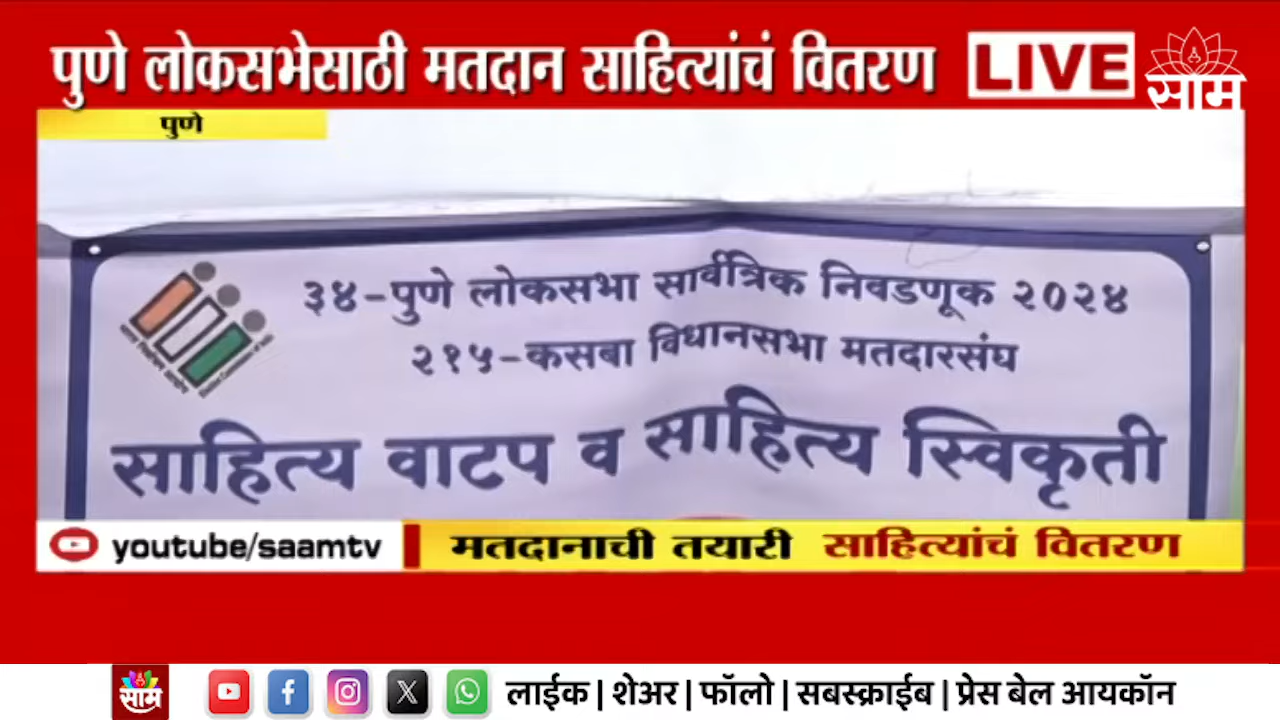 पुणे लोकसभेसाठी मतदान साहित्यांचं वितरण LIVE साम
पुणे
३४-पुणे लोकसभा सार्वत्रिक निवडणूक २०२४
२१५-कसबा विधानसभा मतदारसंघ
साहित्य वाटप व साहित्य स्विकृती
youtube/saamtv मतदानाची तयारी साहित्यांचं वितरण
साम लाईक | शेअर | फॉलो | सबस्क्राईब | प्रेस बेल आयकॉन